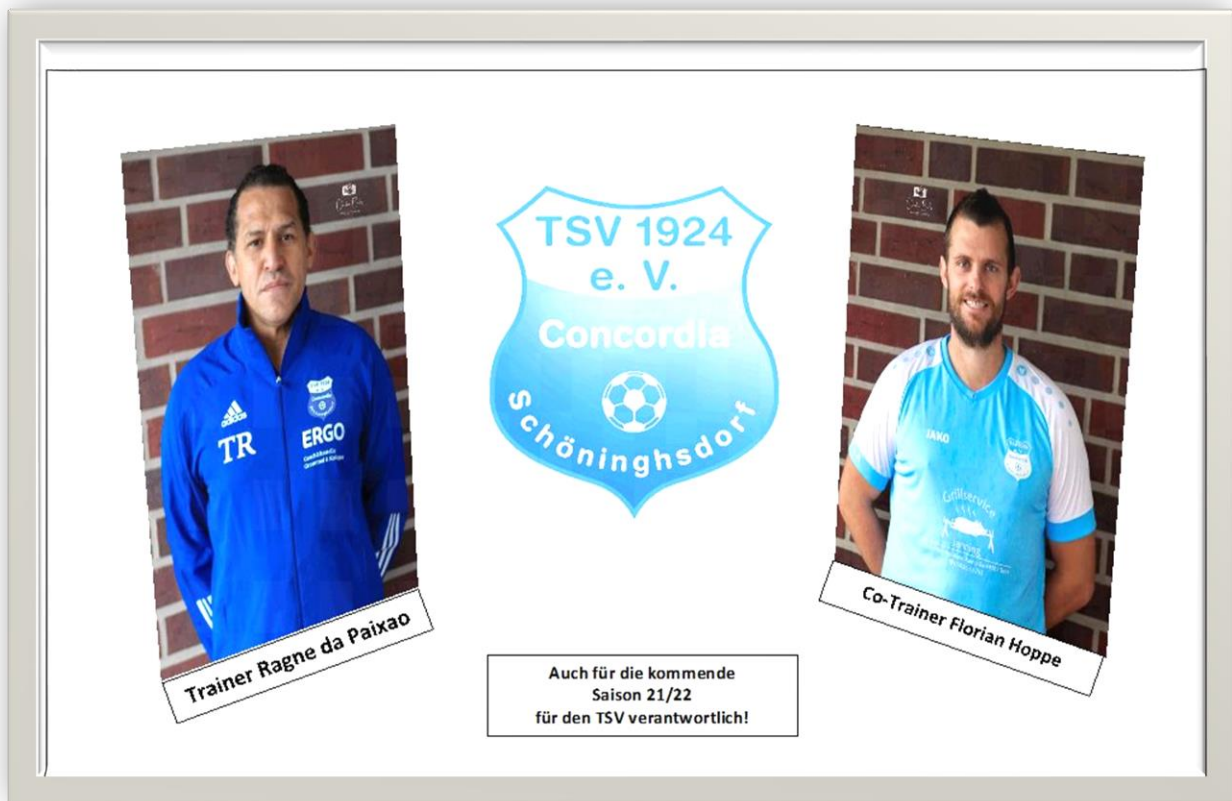 TSV 1924
e. V.
Concordia
Schöninghsdorf
adidas
TR
ERGO
JAKO
Grillservice
Trainer Ragne da Paixao
Co-Trainer Florian Hoppe
Auch für die kommende
Saison 21/22
für den TSV verantwortlich!